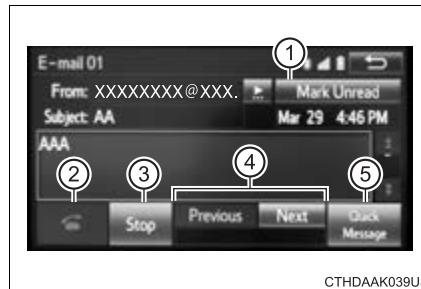 E-mail 01
From: XXXXXXXX@XXX.
Mark Unread
Subject: AA
Mar 29 4:46 PM
AAA
1
2
3
4
5
Stop
Previous
Next
Quick
Message
CTHDAAK039U